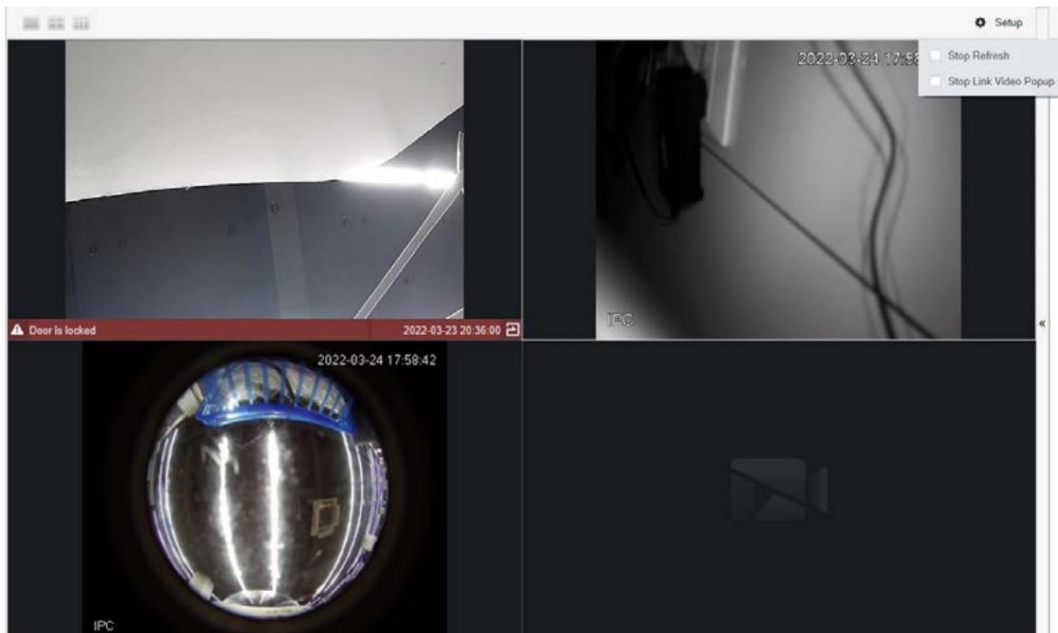 Setup
2022-03-24 17:58
Stop Refresh
Stop Link Video Popup
IPC
Door is locked 2022-03-23 20:36:00
2022-03-24 17:58:42
IPC